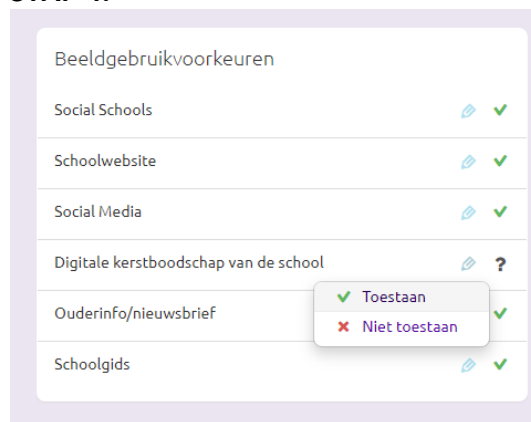 Beeldgebruikvoorkeuren
Social Schools
Schoolwebsite
Social Media
Digitale kerstboodschap van de school
?
Toestaan
Ouderinfo/nieuwsbrief
Niet toestaan
Schoolgids